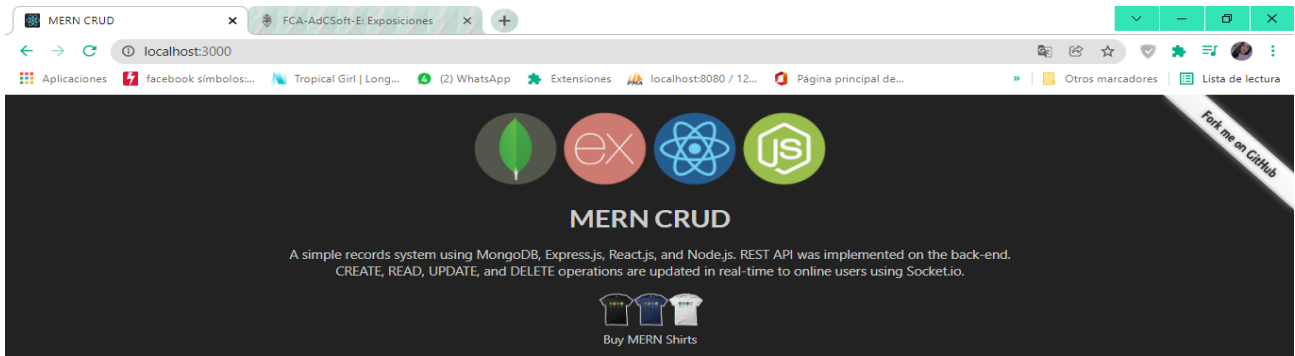 MERN CRUD
FCA-AdCSoft-E: Exposiciones
localhost:3000
Aplicaciones
facebook símbolos:...
Tropical Girl | Long...
(2) WhatsApp
Extensiones
localhost:8080 / 12...
Página principal de...
»
Otros marcadores
Lista de lectura
Fork me on GitHub
ex
JS
MERN CRUD
A simple records system using MongoDB, Express.js, React.js, and Node.js. REST API was implemented on the back-end.
CREATE, READ, UPDATE, and DELETE operations are updated in real-time to online users using Socket.io.
Buy MERN Shirts